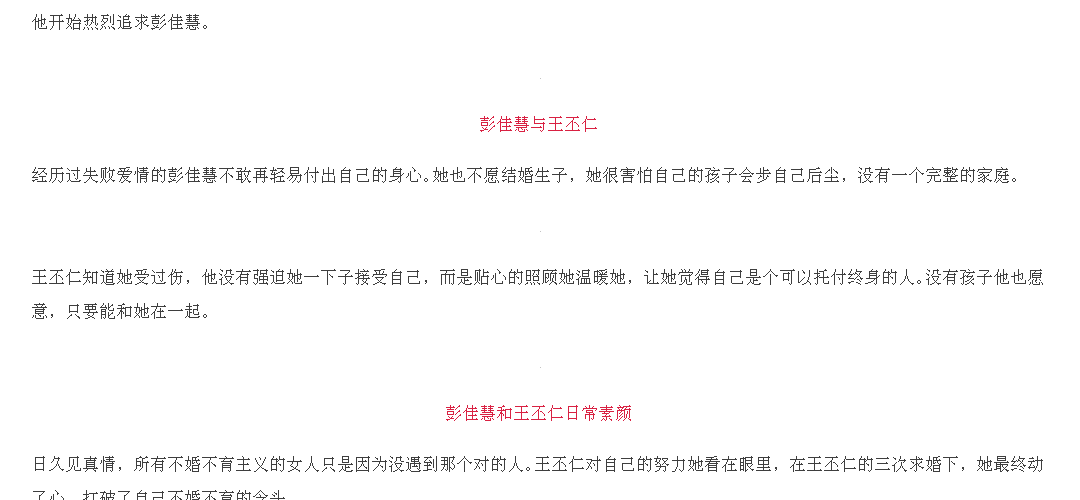 他开始热烈追求彭佳慧。
彭佳慧与王丕仁
经历过失败爱情的彭佳慧不敢再轻易付出自己的身心。她也不愿结婚生子，她很害怕自己的孩子会步自己后尘，没有一个完整的家庭。
王丕仁知道她受过伤，他没有强迫她一下子接受自己，而是贴心的照顾她温暖她，让她觉得自己是个可以托付终身的人。没有孩子他也愿
意，只要能和她在一起。
彭佳慧和王丕仁日常素颜
日久见真情，所有不婚不育主义的女人只是因为没遇到那个对的人。王丕仁对自己的努力她看在眼里，在王丕仁的三次求婚下，她最终动
了心，打破了自己不婚不育的念头